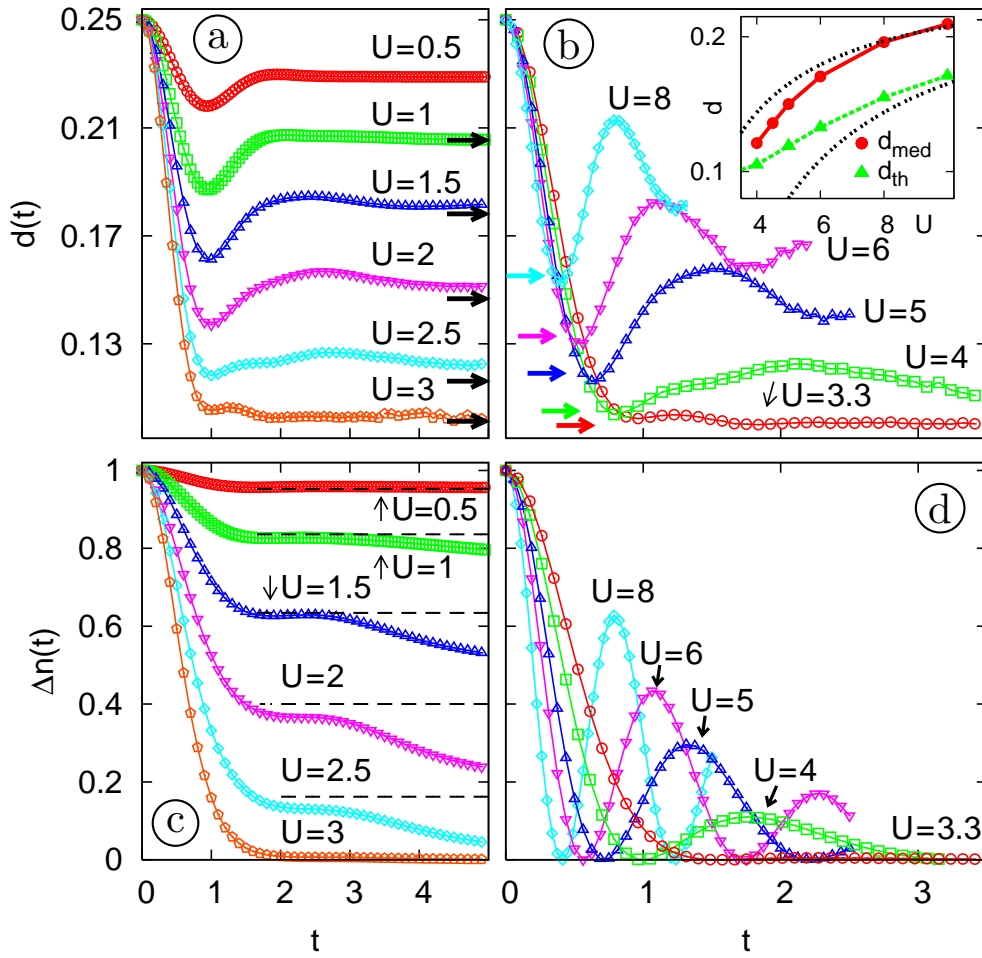 0.25
0.21
0.17
0.13
d(t)
a
U=0.5
U=1
U=1.5
U=2
U=2.5
U=3
b
U=8
U=6
U=5
U=4
↓U=3.3
0.2
0.1
d
d_med
d_th
4 6 8 U
1
0.8
0.6
0.4
0.2
0
Δn(t)
↑U=0.5
↑U=1
↓U=1.5
U=2
U=2.5
U=3
c
0 1 2 3 4
t
d
U=8
U=6
U=5
U=4
U=3.3
0 1 2 3
t